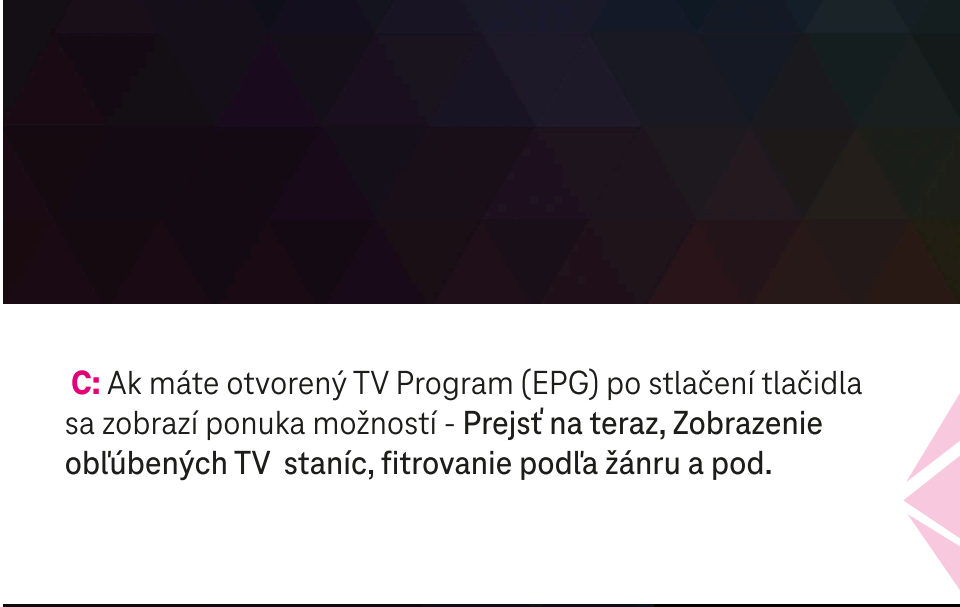 C: Ak máte otvorený TV Program (EPG) po stlačení tlačidla
sa zobrazí ponuka možností - Prejsť na teraz, Zobrazenie
obľúbených TV  staníc, fitrovanie podľa žánru a pod.